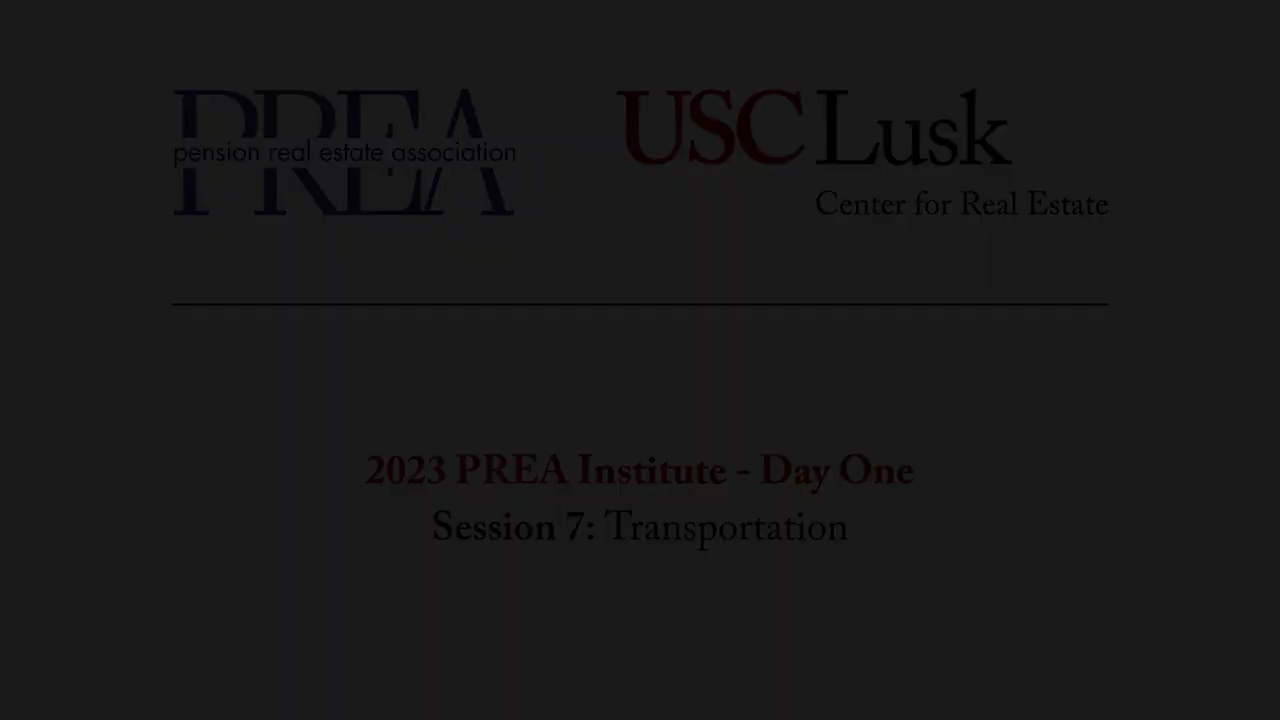 PREA
pension real estate association
USC Lusk
Center for Real Estate
2023 PREA Institute - Day One
Session 7: Transportation